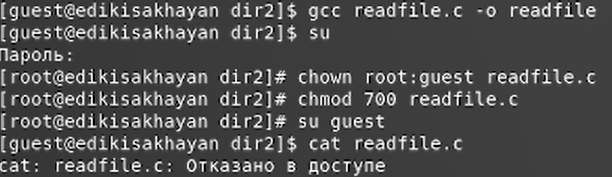 [guest@edikisakhayan dir2]$ gcc readfile.c -o readfile
[guest@edikisakhayan dir2]$ su
Пароль:
[root@edikisakhayan dir2]# chown root:guest readfile.c
[root@edikisakhayan dir2]# chmod 700 readfile.c
[root@edikisakhayan dir2]# su guest
[guest@edikisakhayan dir2]$ cat readfile.c
cat: readfile.c: Отказано в доступе